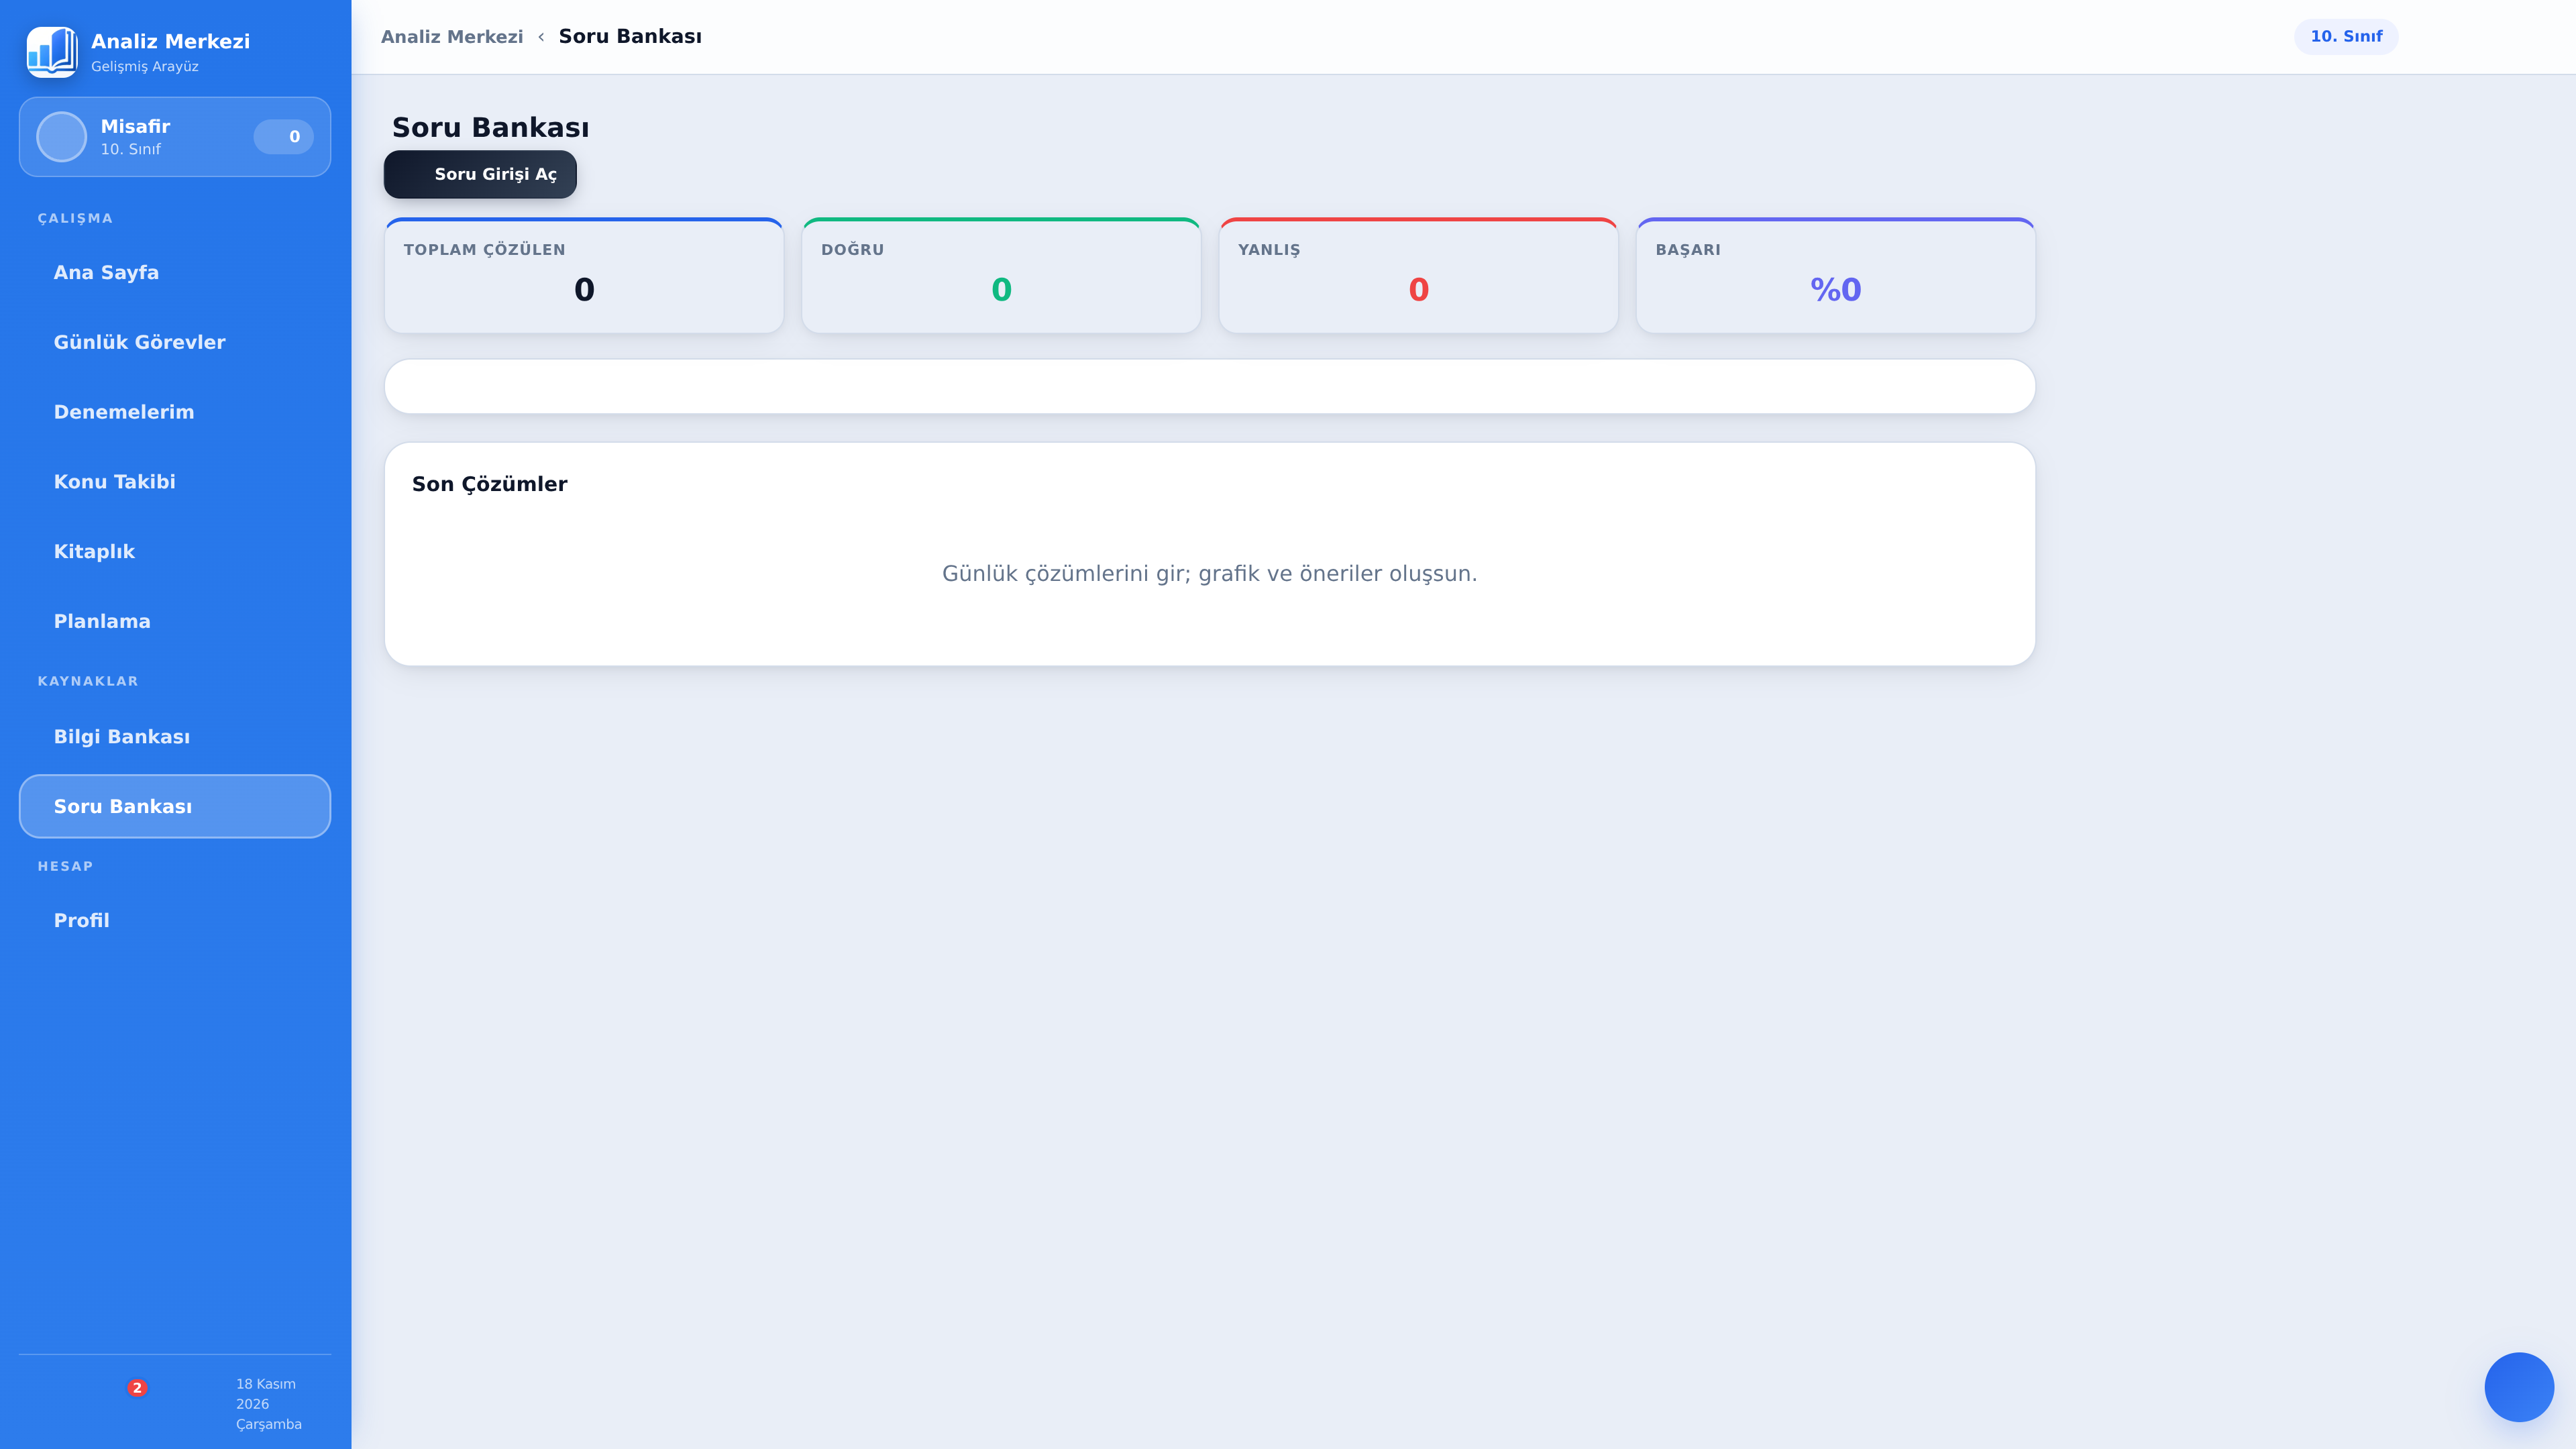 Analiz Merkezi
Gelişmiş Arayüz
Misafir
10. Sınıf
0
ÇALIŞMA
Ana Sayfa
Günlük Görevler
Denemelerim
Konu Takibi
Kitaplık
Planlama
KAYNAKLAR
Bilgi Bankası
Soru Bankası
HESAP
Profil
2
18 Kasım
2026
Çarşamba
Analiz Merkezi ‹ Soru Bankası
10. Sınıf
Soru Bankası
Soru Girişi Aç
TOPLAM ÇÖZÜLEN
0
DOĞRU
0
YANLIŞ
0
BAŞARI
%0
Son Çözümler
Günlük çözümlerini gir; grafik ve öneriler oluşsun.